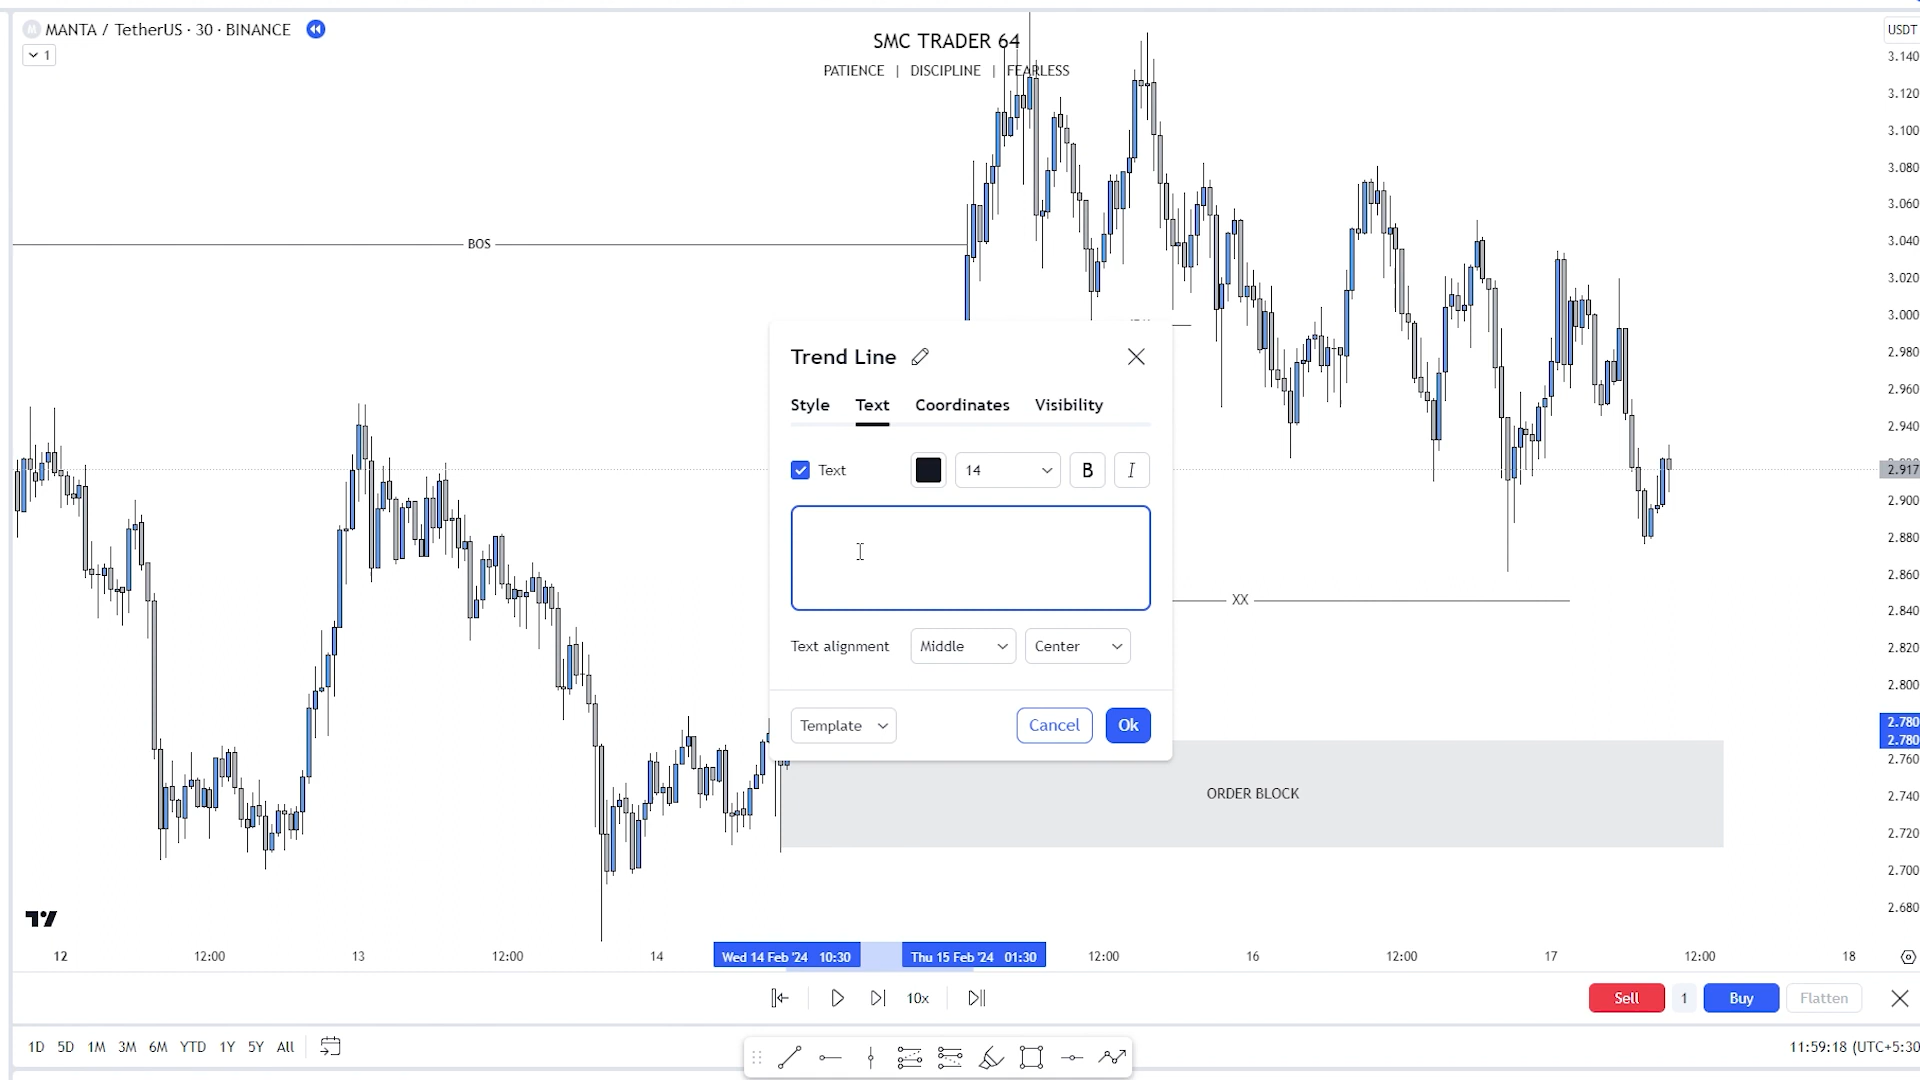 MANTA / TetherUS · 30 · BINANCE
1
SMC TRADER 64
PATIENCE | DISCIPLINE | FEARLESS
USDT
3.140
3.120
3.100
3.080
3.060
3.040
3.020
3.000
2.980
2.960
2.940
2.917
2.900
2.880
2.860
2.840
2.820
2.800
2.780
2.780
2.760
2.740
2.720
2.700
2.680
BOS
Trend Line
Style Text Coordinates Visibility
Text 14 B I
Text alignment Middle Center
Template Cancel Ok
XX
ORDER BLOCK
12 12:00 13 12:00 14 Wed 14 Feb '24 10:30 Thu 15 Feb '24 01:30 12:00 16 12:00 17 12:00 18
10x
Sell 1 Buy Flatten
1D 5D 1M 3M 6M YTD 1Y 5Y All
11:59:18 (UTC+5:30